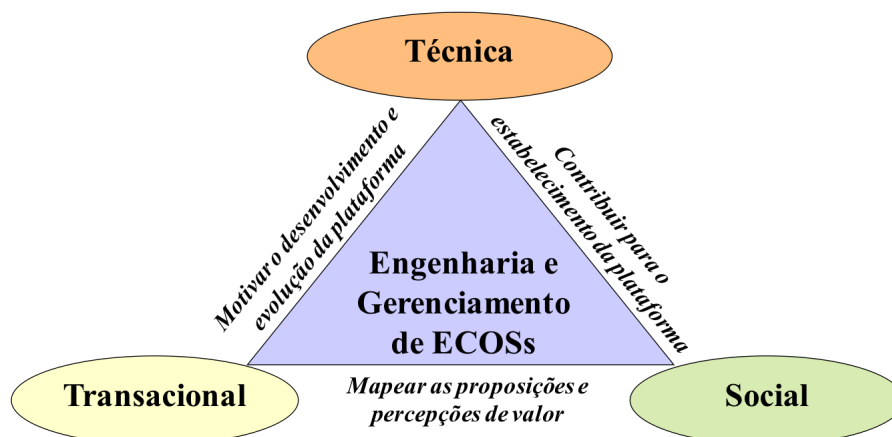 Técnica
Motivar o desenvolvimento e
evolução da plataforma
Contribuir para o
estabelecimento da plataforma
Engenharia e
Gerenciamento
de ECOSs
Transacional
Mapear as proposições e
percepções de valor
Social